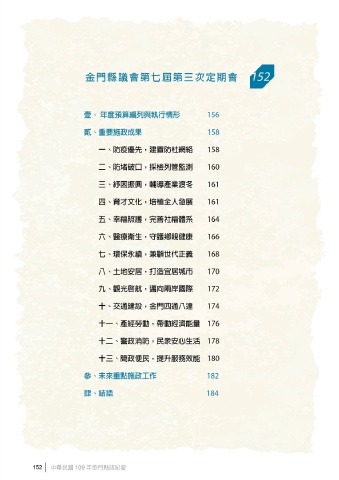 金門縣議會第七屆第三次定期會 152
壹、年度預算編列與執行情形 156
貳、重要施政成果 158
一、防疫優先，建置防杜網絡 158
二、防堵破口，採檢列管監測 160
三、紓困振興，輔導產業渡冬 161
四、育才文化，培植全人發展 161
五、幸福照護，完善社福體系 164
六、醫療衛生，守護鄉親健康 166
七、環保永續，兼顧世代正義 168
八、土地安居，打造宜居城市 170
九、觀光啓航，邁向兩岸國際 172
十、交通建設，金門四通八達 174
十一、產經勞動，帶動經濟能量 176
十二、警政消防，民眾安心生活 178
十三、簡政便民，提升服務效能 180
參、未來重點施政工作 182
肆、結語 184
152 中華民國 109 年金門縣政紀要